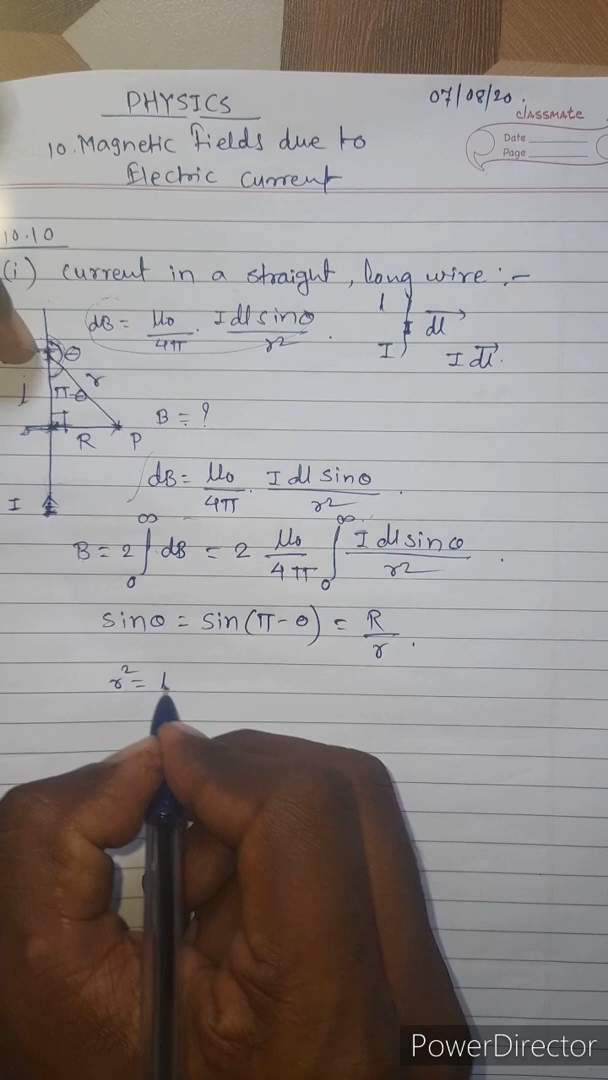 PHYSICS
07/08/20.
classmate
Date
Page
10. Magnetic fields due to
Electric current
10.10
(i) current in a straight, long wire :-
dB = μ₀/4π . I dl sinθ/r² .
l
I
dl
I dl.
θ
r
π-θ
R
P
I
B = ?
dB = μ₀/4π . I dl sinθ/r² .
B = 2 ∫₀^∞ dB = 2 μ₀/4π ∫₀^∞ I dl sinθ/r² .
sinθ = sin(π-θ) = R/r .
r² = l
PowerDirector